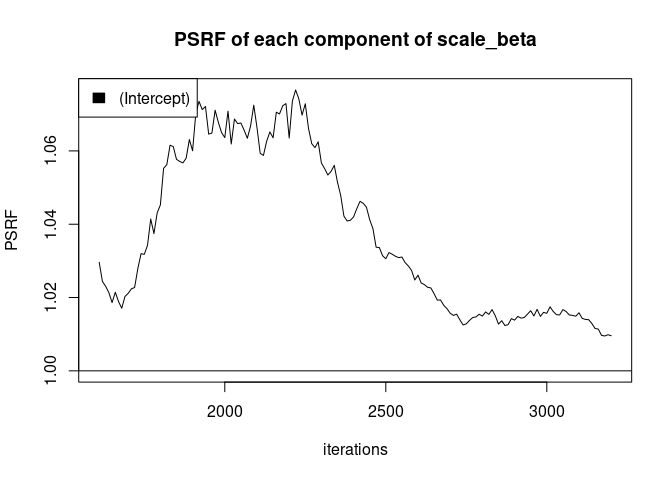 PSRF of each component of scale_beta
(Intercept)
PSRF
1.06
1.04
1.02
1.00
2000 2500 3000
iterations